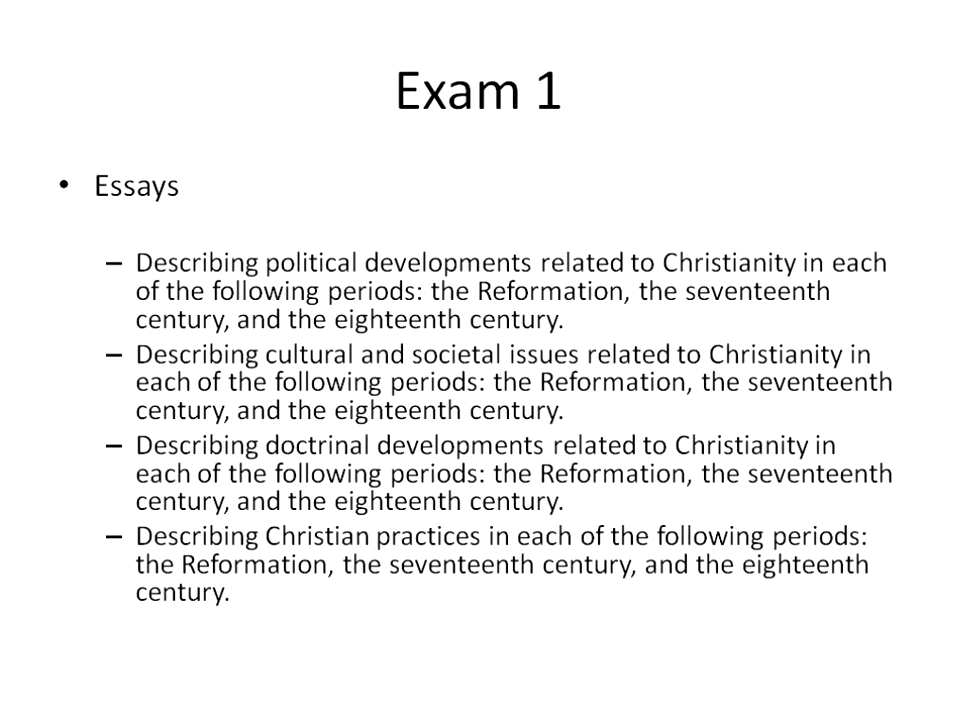 Exam 1
• Essays
– Describing political developments related to Christianity in each
of the following periods: the Reformation, the seventeenth
century, and the eighteenth century.
– Describing cultural and societal issues related to Christianity in
each of the following periods: the Reformation, the seventeenth
century, and the eighteenth century.
– Describing doctrinal developments related to Christianity in
each of the following periods: the Reformation, the seventeenth
century, and the eighteenth century.
– Describing Christian practices in each of the following periods:
the Reformation, the seventeenth century, and the eighteenth
century.